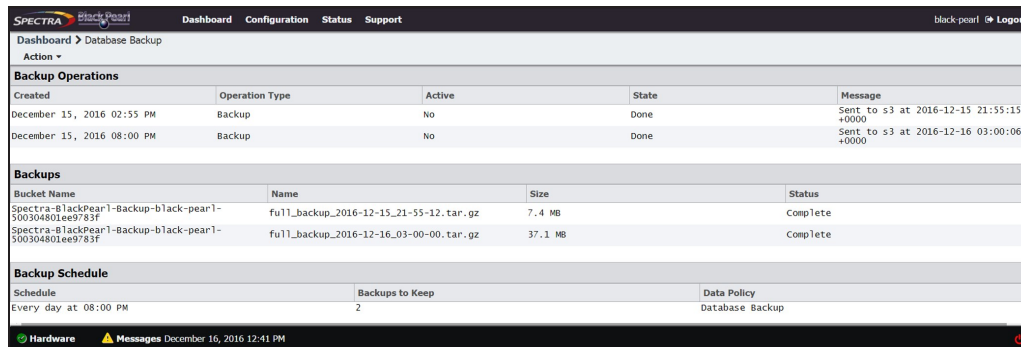 SPECTRA BlackPearl Dashboard Configuration Status Support black-pearl Logou
Dashboard > Database Backup
Action
Backup Operations
Created Operation Type Active State Message
December 15, 2016 02:55 PM Backup No Done Sent to s3 at 2016-12-15 21:55:15
+0000
December 15, 2016 08:00 PM Backup No Done Sent to s3 at 2016-12-16 03:00:06
+0000
Backups
Bucket Name Name Size Status
Spectra-BlackPearl-Backup-black-pearl-
500304801ee9783f full_backup_2016-12-15_21-55-12.tar.gz 7.4 MB Complete
Spectra-BlackPearl-Backup-black-pearl-
500304801ee9783f full_backup_2016-12-16_03-00-00.tar.gz 37.1 MB Complete
Backup Schedule
Schedule Backups to Keep Data Policy
Every day at 08:00 PM 2 Database Backup
Hardware Messages December 16, 2016 12:41 PM